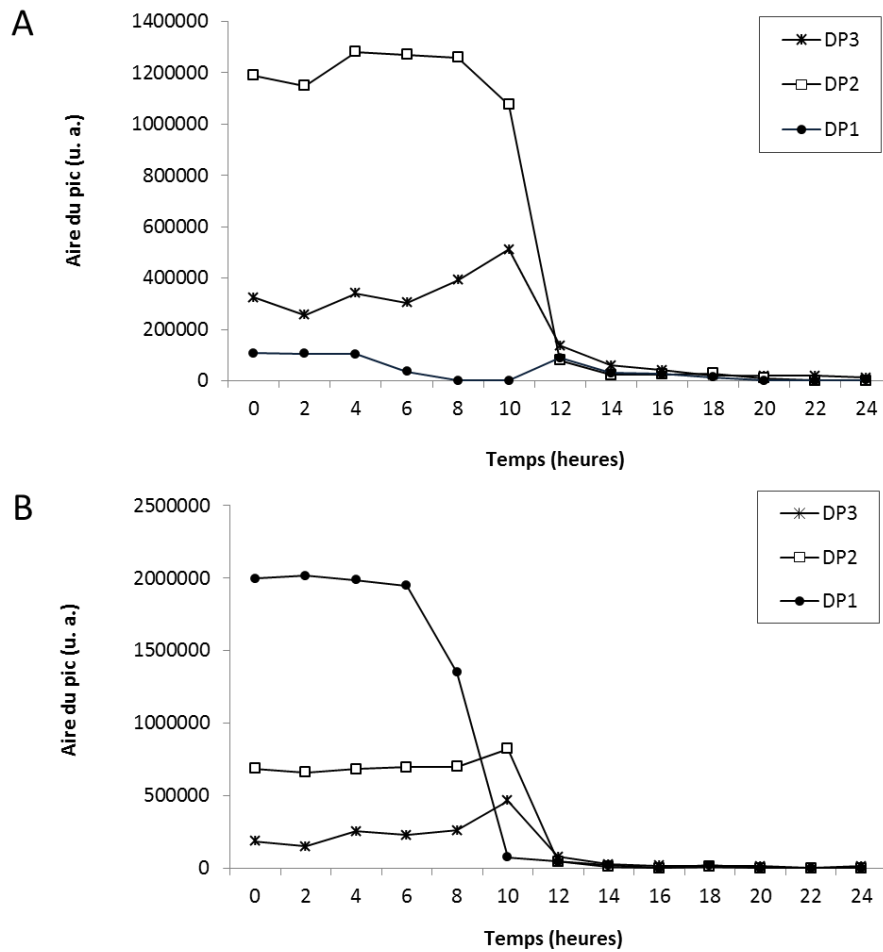 A
Aire du pic (u. a.)
1400000
1200000
1000000
800000
600000
400000
200000
0
DP3
DP2
DP1
0 2 4 6 8 10 12 14 16 18 20 22 24
Temps (heures)
B
Aire du pic (u. a.)
2500000
2000000
1500000
1000000
500000
0
DP3
DP2
DP1
0 2 4 6 8 10 12 14 16 18 20 22 24
Temps (heures)